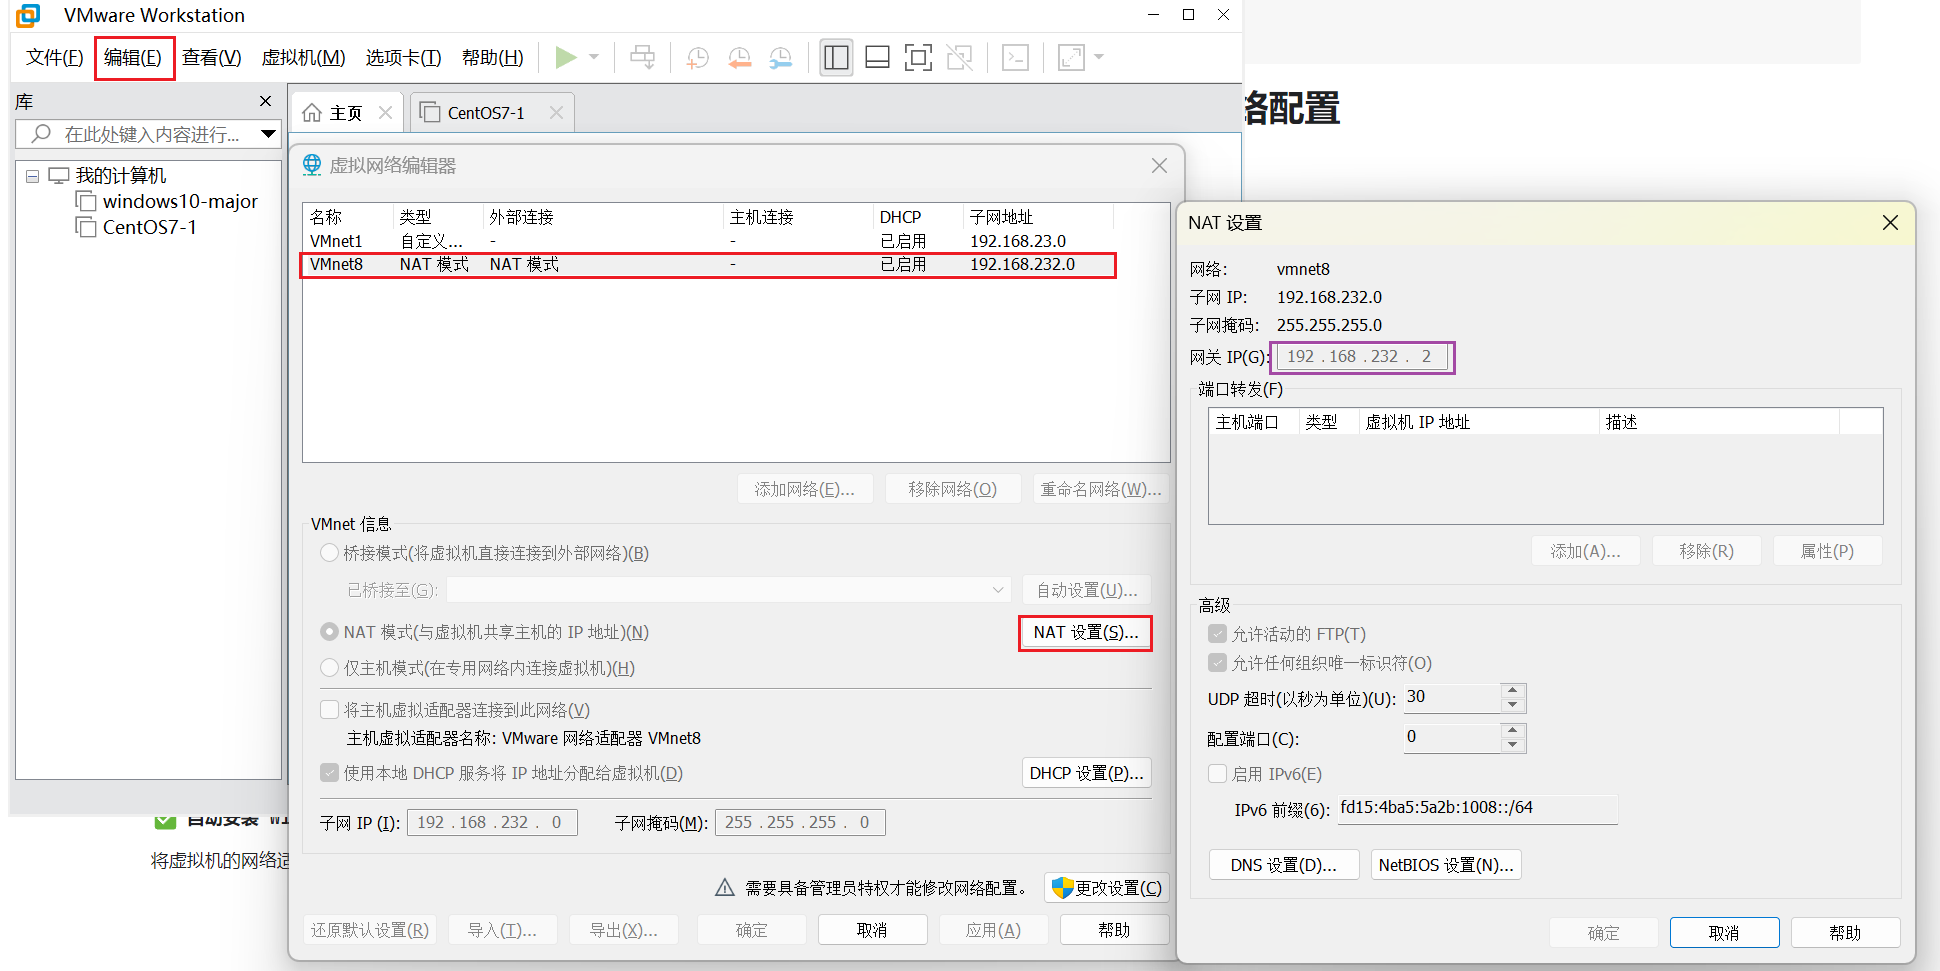 VMware Workstation
文件(F) 编辑(E) 查看(V) 虚拟机(M) 选项卡(T) 帮助(H)
库
在此处键入内容进行...
我的计算机
windows10-major
CentOS7-1
主页
CentOS7-1
络配置
虚拟网络编辑器
名称 类型 外部连接 主机连接 DHCP 子网地址
VMnet1 自定义... - - 已启用 192.168.23.0
VMnet8 NAT 模式 NAT 模式 - 已启用 192.168.232.0
添加网络(E)... 移除网络(O) 重命名网络(W)...
VMnet 信息
桥接模式(将虚拟机直接连接到外部网络)(B)
已桥接至(G): 自动设置(U)...
NAT 模式(与虚拟机共享主机的 IP 地址)(N) NAT 设置(S)...
仅主机模式(在专用网络内连接虚拟机)(H)
将主机虚拟适配器连接到此网络(V)
主机虚拟适配器名称: VMware 网络适配器 VMnet8
使用本地 DHCP 服务将 IP 地址分配给虚拟机(D) DHCP 设置(P)...
子网 IP (I): 192 . 168 . 232 . 0 子网掩码(M): 255 . 255 . 255 . 0
需要具备管理员特权才能修改网络配置。 更改设置(C)
还原默认设置(R) 导入(T)... 导出(X)... 确定 取消 应用(A) 帮助
NAT 设置
网络: vmnet8
子网 IP: 192.168.232.0
子网掩码: 255.255.255.0
网关 IP(G): 192 . 168 . 232 . 2
端口转发(F)
主机端口 类型 虚拟机 IP 地址 描述
添加(A)... 移除(R) 属性(P)
高级
允许活动的 FTP(T)
允许任何组织唯一标识符(O)
UDP 超时(以秒为单位)(U): 30
配置端口(C): 0
启用 IPv6(E)
IPv6 前缀(6): fd15:4ba5:5a2b:1008::/64
DNS 设置(D)... NetBIOS 设置(N)...
确定 取消 帮助
自动安装
将虚拟机的网络适